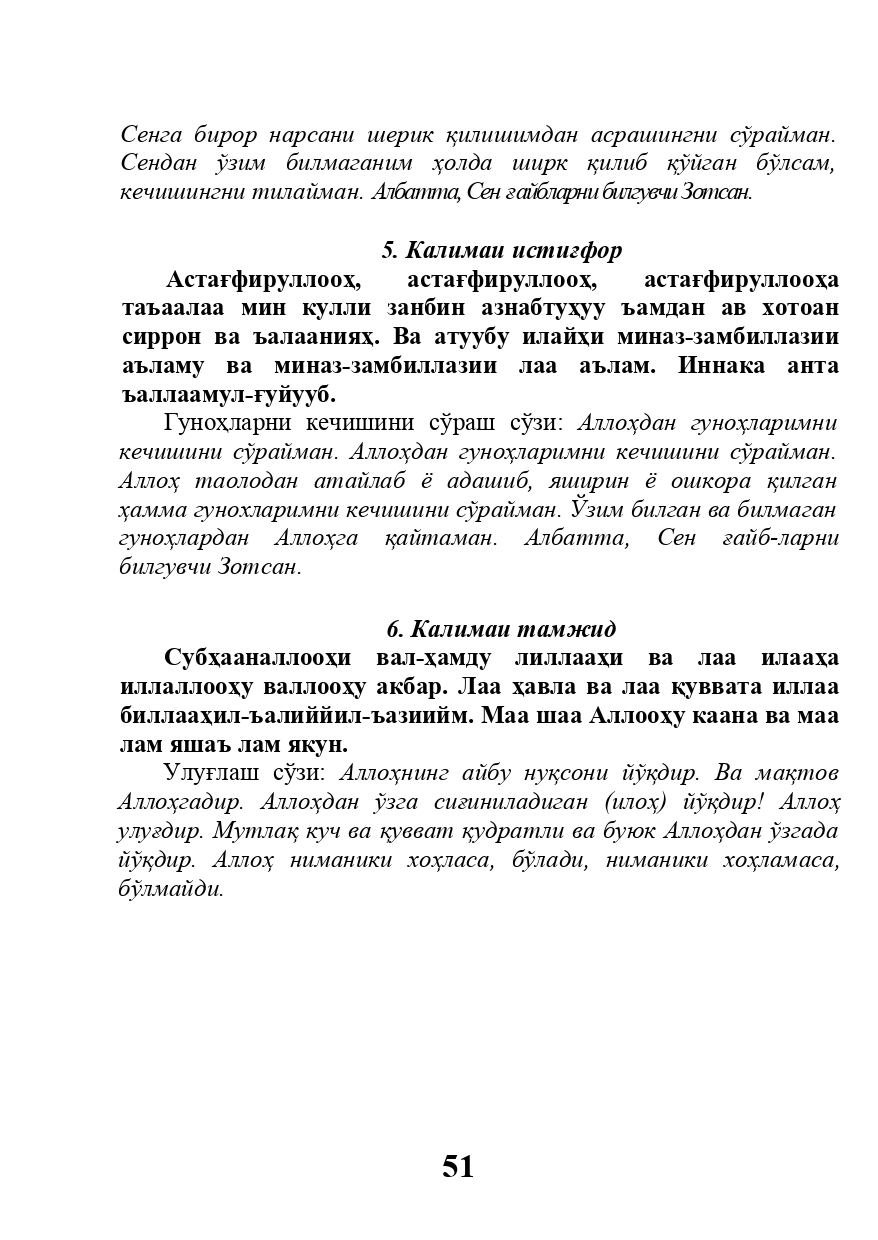 Сенга бирор нарсани шерик қилишимдан асрашингни сўрайман.
Сендан ўзим билмаганим ҳолда ширк қилиб қўйган бўлсам,
кечишингни тилайман. Албатта, Сен ғайбларни билгувчи Зотсан.
5. Калимаи истиғфор
Астағфируллооҳ, астағфируллооҳ, астағфируллооҳа
таъаалаа мин кулли занбин азнабтуҳуу ъамдан ав хотоан
сиррон ва ъалаанияҳ. Ва атуубу илайҳи миназ-замбиллазии
аъламу ва миназ-замбиллазии лаа аълам. Иннака анта
ъаллаамул-ғуйууб.
Гуноҳларни кечишини сўраш сўзи: Аллоҳдан гуноҳларимни
кечишини сўрайман. Аллоҳдан гуноҳларимни кечишини сўрайман.
Аллоҳ таолодан атайлаб ё адашиб, яширин ё ошкора қилган
ҳамма гунохларимни кечишини сўрайман. Ўзим билган ва билмаган
гуноҳлардан Аллоҳга қайтаман. Албатта, Сен ғайб-ларни
билгувчи Зотсан.
6. Калимаи тамжид
Субҳааналлооҳи вал-ҳамду лиллааҳи ва лаа илааҳа
иллаллооҳу валлооҳу акбар. Лаа ҳавла ва лаа қуввата иллаа
биллааҳил-ъалиййил-ъазиийм. Маа шаа Аллооҳу каана ва маа
лам яшаъ лам якун.
Улуғлаш сўзи: Аллоҳнинг айбу нуқсони йўқдир. Ва мақтов
Аллоҳгадир. Аллоҳдан ўзга сиғиниладиган (илоҳ) йўқдир! Аллоҳ
улуғдир. Мутлақ куч ва қувват қудратли ва буюк Аллоҳдан ўзгада
йўқдир. Аллоҳ ниманики хоҳласа, бўлади, ниманики хоҳламаса,
бўлмайди.
51